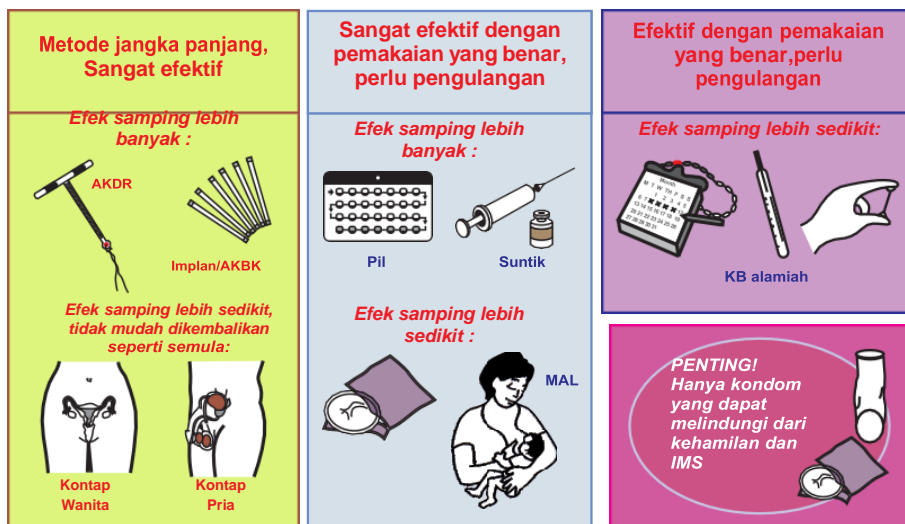 Metode jangka panjang,
Sangat efektif
Efek samping lebih
banyak :
AKDR
Implan/AKBK
Efek samping lebih sedikit,
tidak mudah dikembalikan
seperti semula:
Kontap
Wanita
Kontap
Pria
Sangat efektif dengan
pemakaian yang benar,
perlu pengulangan
Efek samping lebih
banyak :
Pil
Suntik
Efek samping lebih
sedikit :
MAL
Efektif dengan pemakaian
yang benar,perlu
pengulangan
Efek samping lebih sedikit:
Month
M T W TH F S S
KB alamiah
PENTING!
Hanya kondom
yang dapat
melindungi dari
kehamilan dan
IMS